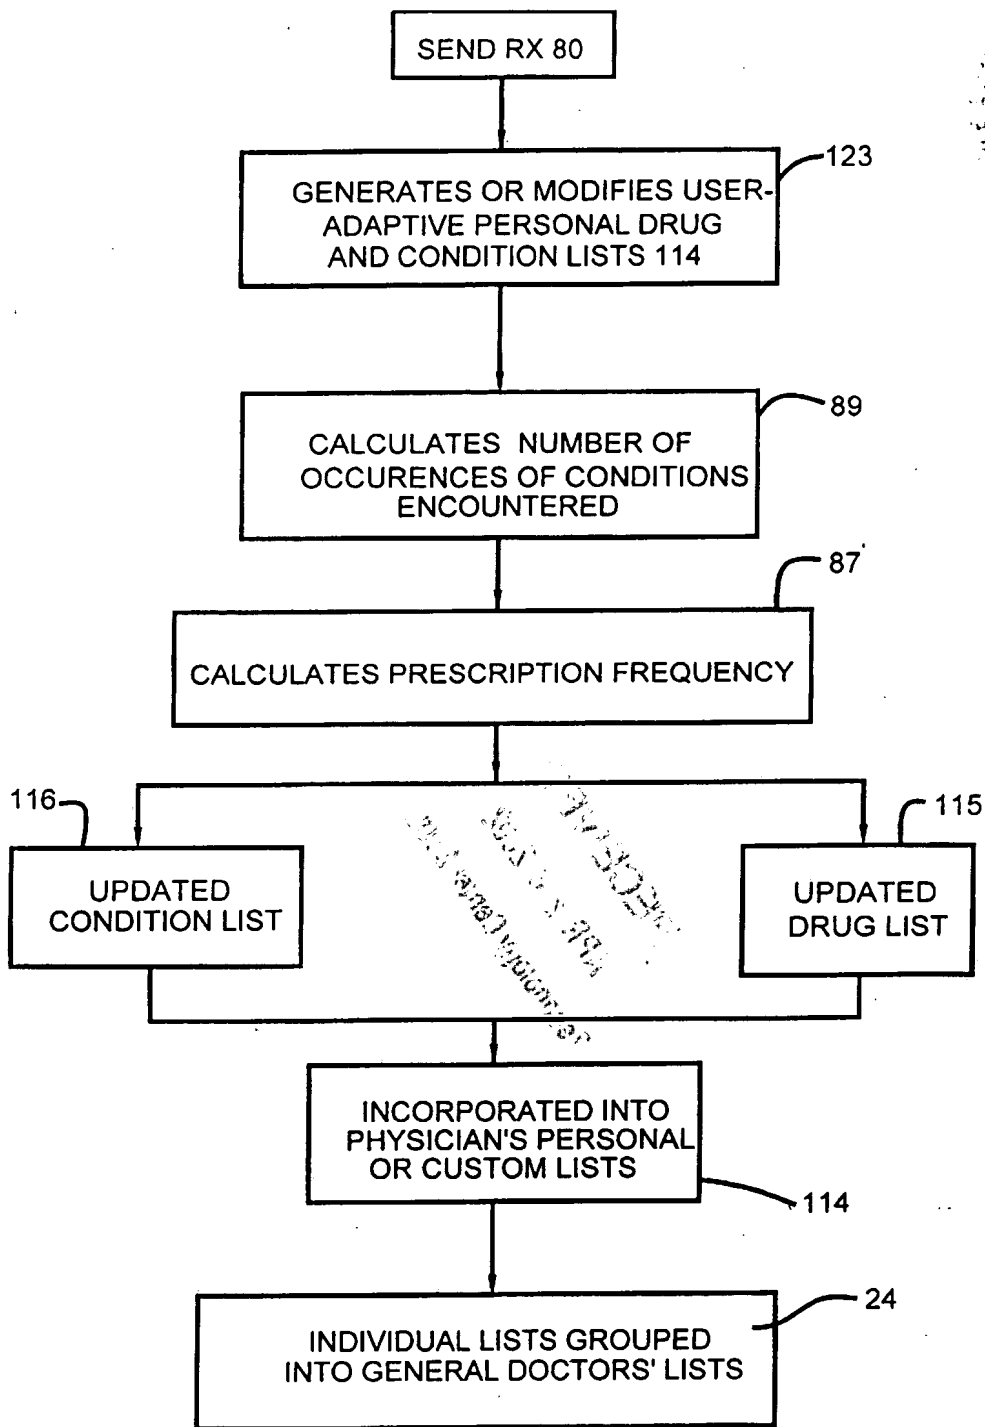 SEND RX 80
123
GENERATES OR MODIFIES USER-
ADAPTIVE PERSONAL DRUG
AND CONDITION LISTS 114
89
CALCULATES NUMBER OF
OCCURENCES OF CONDITIONS
ENCOUNTERED
87
CALCULATES PRESCRIPTION FREQUENCY
116
115
UPDATED
CONDITION LIST
UPDATED
DRUG LIST
INCORPORATED INTO
PHYSICIAN'S PERSONAL
OR CUSTOM LISTS
114
24
INDIVIDUAL LISTS GROUPED
INTO GENERAL DOCTORS' LISTS